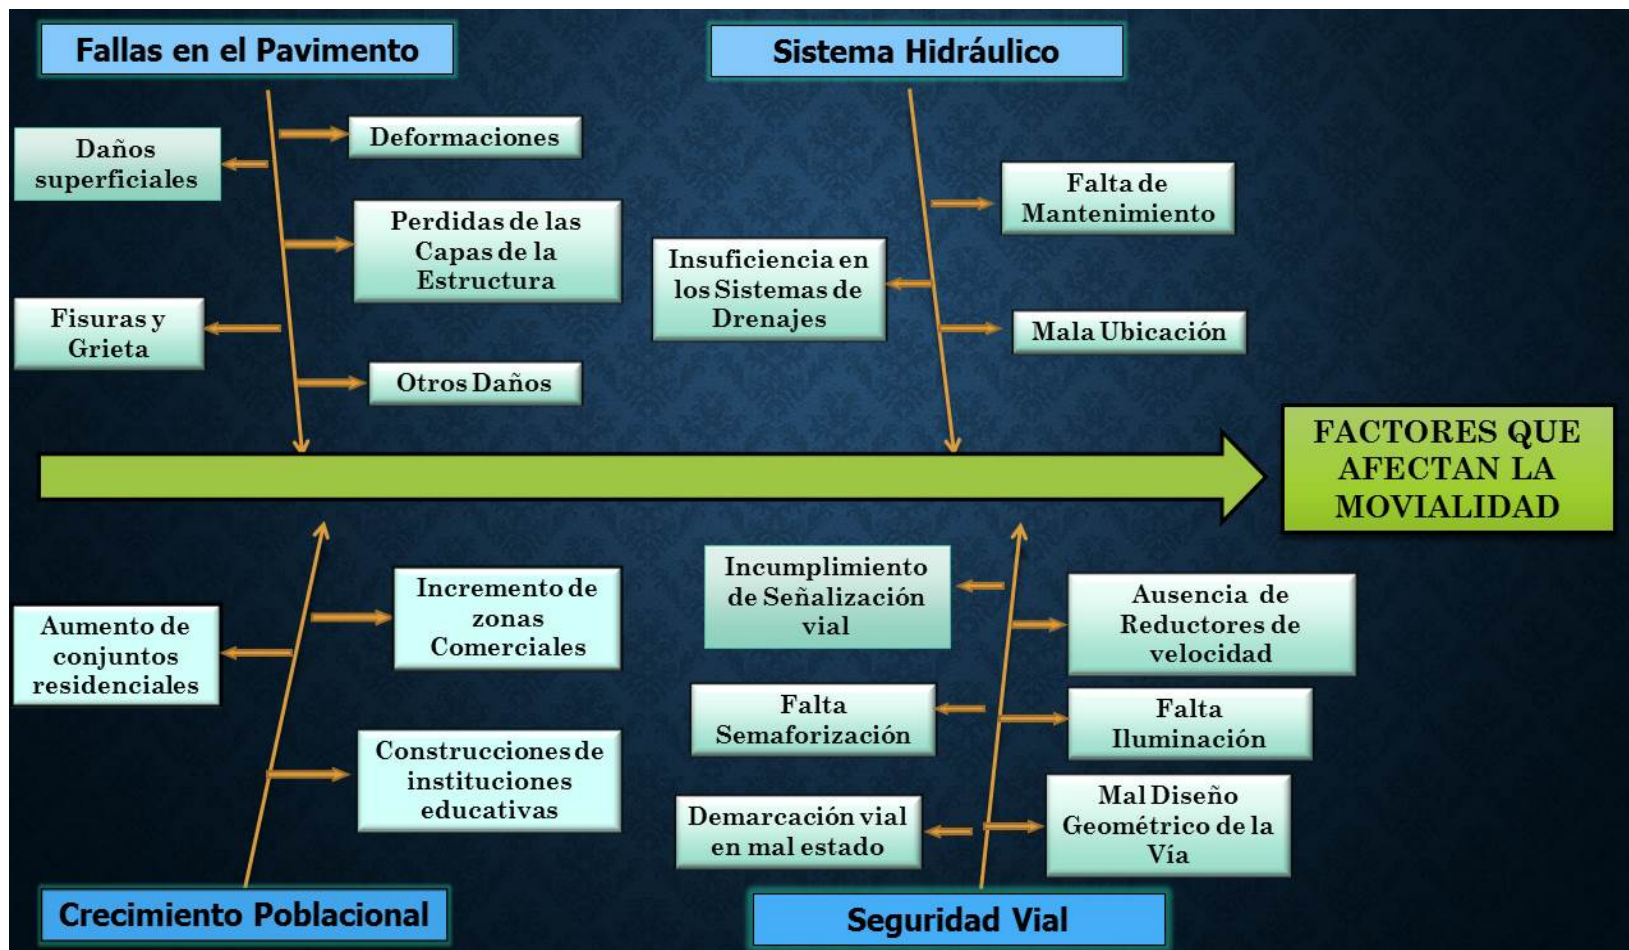 Fallas en el Pavimento
Sistema Hidráulico
Daños
superficiales
Deformaciones
Perdidas de las
Capas de la
Estructura
Fisuras y
Grieta
Otros Daños
Falta de
Mantenimiento
Insuficiencia en
los Sistemas de
Drenajes
Mala Ubicación
FACTORES QUE
AFECTAN LA
MOVIALIDAD
Aumento de
conjuntos
residenciales
Incremento de
zonas
Comerciales
Construcciones de
instituciones
educativas
Incumplimiento
de Señalización
vial
Ausencia de
Reductores de
velocidad
Falta
Semaforización
Falta
Iluminación
Demarcación vial
en mal estado
Mal Diseño
Geométrico de la
Vía
Crecimiento Poblacional
Seguridad Vial